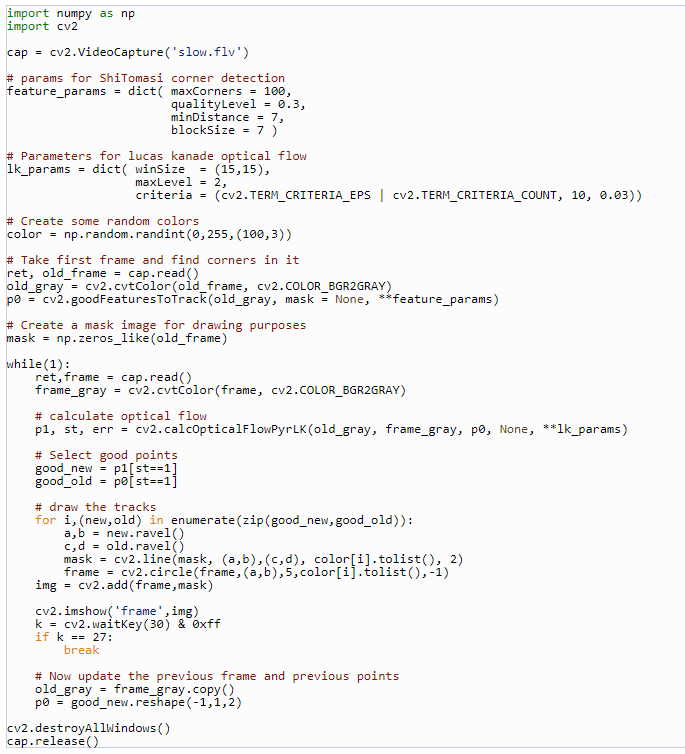 import numpy as np
import cv2

cap = cv2.VideoCapture('slow.flv')

# params for ShiTomasi corner detection
feature_params = dict( maxCorners = 100,
                       qualityLevel = 0.3,
                       minDistance = 7,
                       blockSize = 7 )

# Parameters for lucas kanade optical flow
lk_params = dict( winSize  = (15,15),
                  maxLevel = 2,
                  criteria = (cv2.TERM_CRITERIA_EPS | cv2.TERM_CRITERIA_COUNT, 10, 0.03))

# Create some random colors
color = np.random.randint(0,255,(100,3))

# Take first frame and find corners in it
ret, old_frame = cap.read()
old_gray = cv2.cvtColor(old_frame, cv2.COLOR_BGR2GRAY)
p0 = cv2.goodFeaturesToTrack(old_gray, mask = None, **feature_params)

# Create a mask image for drawing purposes
mask = np.zeros_like(old_frame)

while(1):
    ret,frame = cap.read()
    frame_gray = cv2.cvtColor(frame, cv2.COLOR_BGR2GRAY)

    # calculate optical flow
    p1, st, err = cv2.calcOpticalFlowPyrLK(old_gray, frame_gray, p0, None, **lk_params)

    # Select good points
    good_new = p1[st==1]
    good_old = p0[st==1]

    # draw the tracks
    for i,(new,old) in enumerate(zip(good_new,good_old)):
        a,b = new.ravel()
        c,d = old.ravel()
        mask = cv2.line(mask, (a,b),(c,d), color[i].tolist(), 2)
        frame = cv2.circle(frame,(a,b),5,color[i].tolist(),-1)
    img = cv2.add(frame,mask)

    cv2.imshow('frame',img)
    k = cv2.waitKey(30) & 0xff
    if k == 27:
        break

    # Now update the previous frame and previous points
    old_gray = frame_gray.copy()
    p0 = good_new.reshape(-1,1,2)

cv2.destroyAllWindows()
cap.release()